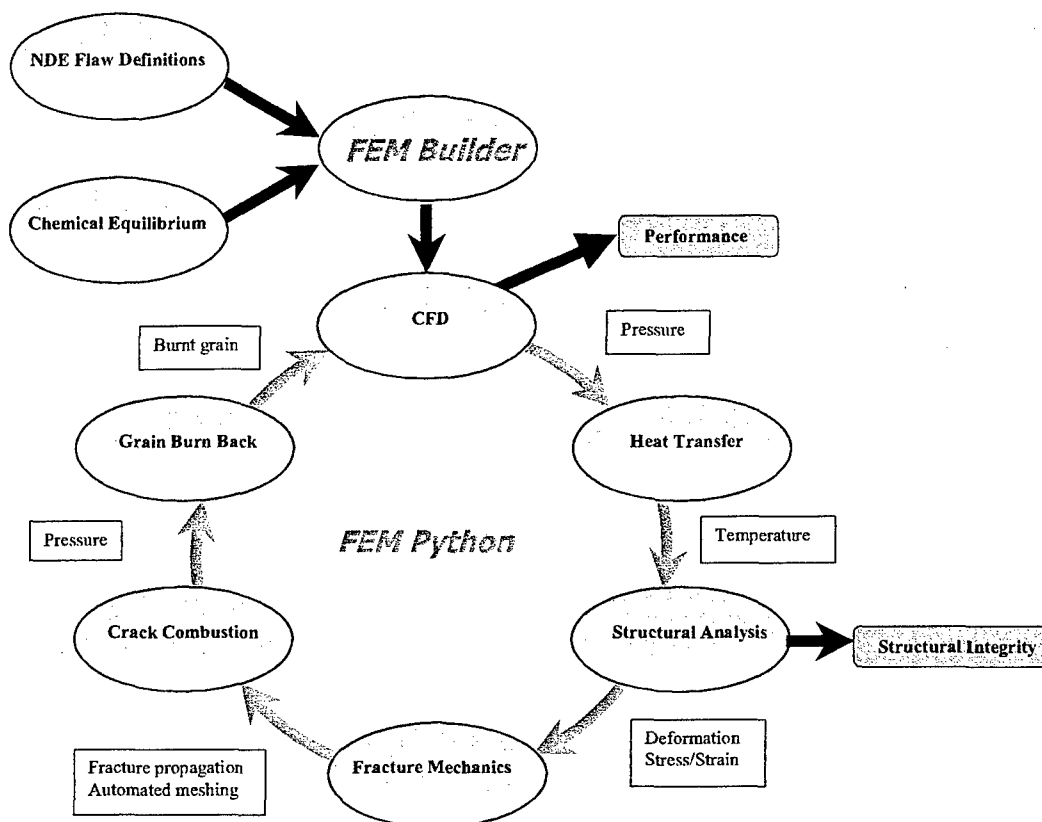 NDE Flaw Definitions
FEM Builder
Chemical Equilibrium
Performance
CFD
Burnt grain
Pressure
Grain Burn Back
Heat Transfer
Pressure
FEM Python
Temperature
Crack Combustion
Structural Analysis
Structural Integrity
Deformation
Stress/Strain
Fracture propagation
Automated meshing
Fracture Mechanics